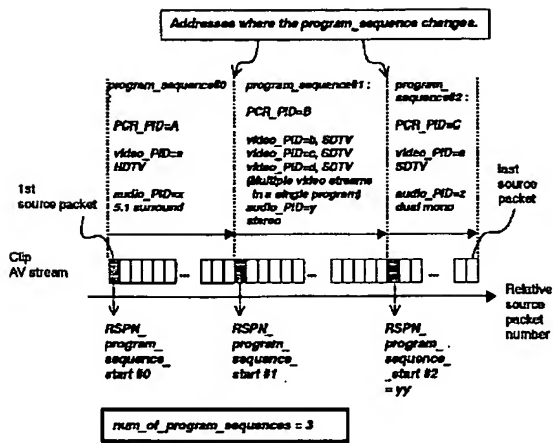 Addresses where the program_sequence changes.
program_sequence#0
PCR_PID=A
video_PID=a
HDTV
audio_PID=x
5.1 surround
program_sequence#1 :
PCR_PID=B
video_PID=b, SDTV
video_PID=c, SDTV
video_PID=d, SDTV
(Multiple video streams
in a single program)
audio_PID=y
stereo
program_
sequence#2 :
PCR_PID=C
video_PID=e
SDTV
audio_PID=z
dual mono
1st
source packet
last
source
packet
Clip
AV stream
...
...
...
Relative
source
packet
number
RSPN_
program_
sequence_
start #0
RSPN_
program_
sequence_
start #1
RSPN_
program_
sequence
_start #2
= yy
num_of_program_sequences = 3